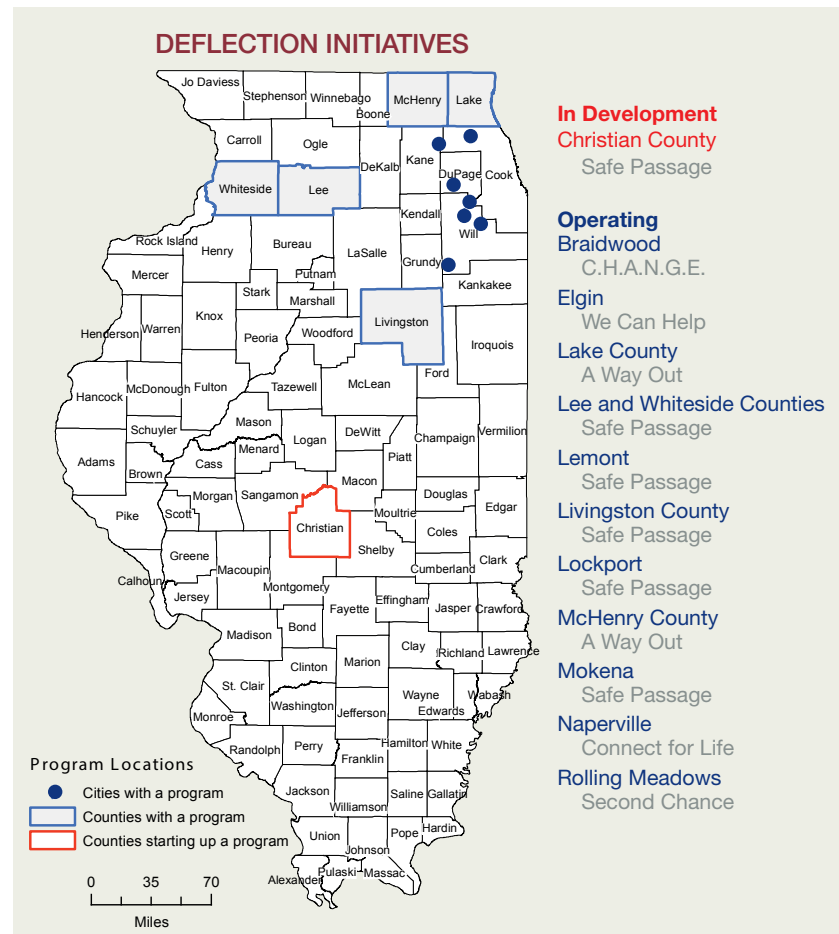 DEFLECTION INITIATIVES
Jo Daviess
Stephenson
Winnebago
Boone
McHenry
Lake
Carroll
Ogle
DeKalb
Kane
DuPage
Cook
Whiteside
Lee
Kendall
Will
Rock Island
Henry
Bureau
LaSalle
Grundy
Mercer
Putnam
Kankakee
Stark
Marshall
Knox
Livingston
Henderson
Warren
Peoria
Woodford
Iroquois
Ford
Hancock
McDonough
Fulton
Tazewell
McLean
Schuyler
Mason
Logan
DeWitt
Champaign
Vermilion
Adams
Brown
Cass
Menard
Piatt
Macon
Morgan
Sangamon
Douglas
Edgar
Pike
Scott
Moultrie
Christian
Coles
Shelby
Greene
Macoupin
Clark
Cumberland
Calhoun
Jersey
Montgomery
Fayette
Effingham
Jasper
Crawford
Madison
Bond
Clay
Richland
Lawrence
Clinton
Marion
St. Clair
Washington
Wayne
Edwards
Wabash
Monroe
Jefferson
Randolph
Perry
Hamilton
White
Franklin
Jackson
Williamson
Saline
Gallatin
Union
Johnson
Pope
Hardin
Alexander
Pulaski
Massac
Program Locations
Cities with a program
Counties with a program
Counties starting up a program
0 35 70
Miles
In Development
Christian County
Safe Passage
Operating
Braidwood
C.H.A.N.G.E.
Elgin
We Can Help
Lake County
A Way Out
Lee and Whiteside Counties
Safe Passage
Lemont
Safe Passage
Livingston County
Safe Passage
Lockport
Safe Passage
McHenry County
A Way Out
Mokena
Safe Passage
Naperville
Connect for Life
Rolling Meadows
Second Chance